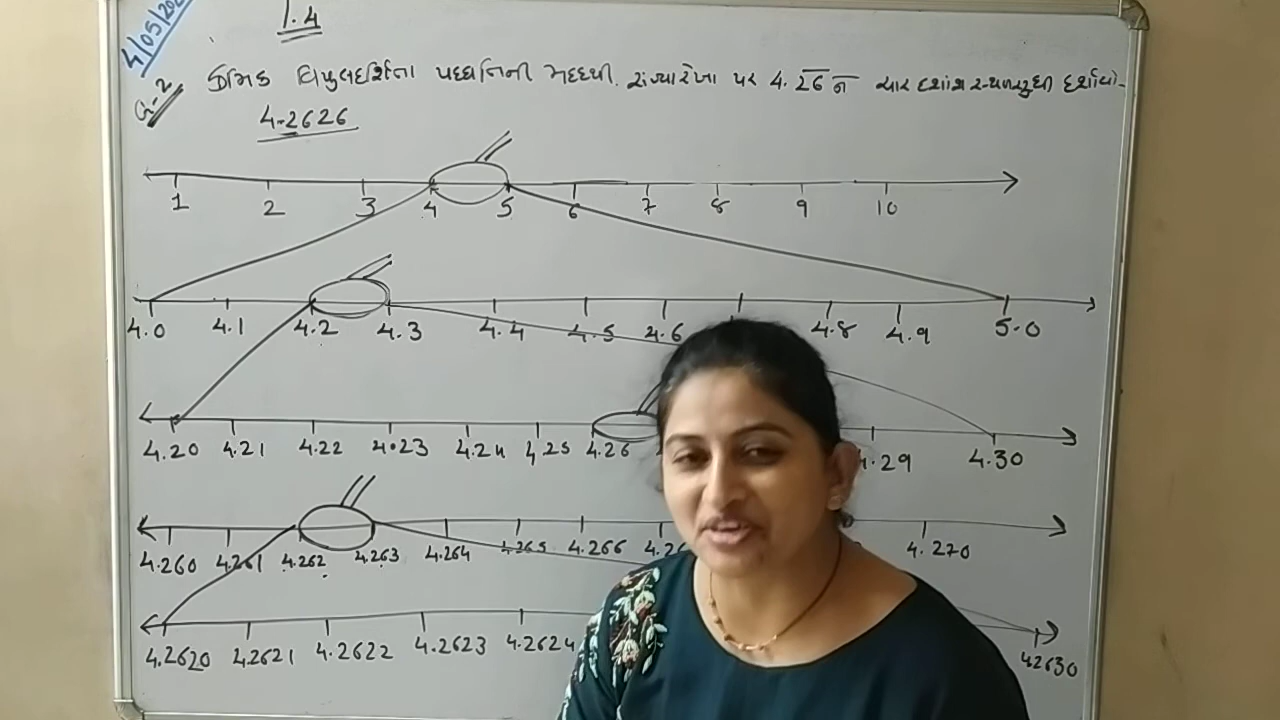 1.4
4/05/202
Q-2 ક્રમિક વિપુલદર્શિતા પધ્ધતિની મદદથી સંખ્યારેખા પર 4.2̅6̅ ને ચાર દશાંશ સ્થળ સુધી દર્શાવો.
4.2626
1 2 3 4 5 6 7 8 9 10
4.0 4.1 4.2 4.3 4.4 4.5 4.6 4.8 4.9 5.0
4.20 4.21 4.22 4.23 4.24 4.25 4.26 4.29 4.30
4.260 4.261 4.262 4.263 4.264 4.265 4.266 4.26 4.270
4.2620 4.2621 4.2622 4.2623 4.2624 42630